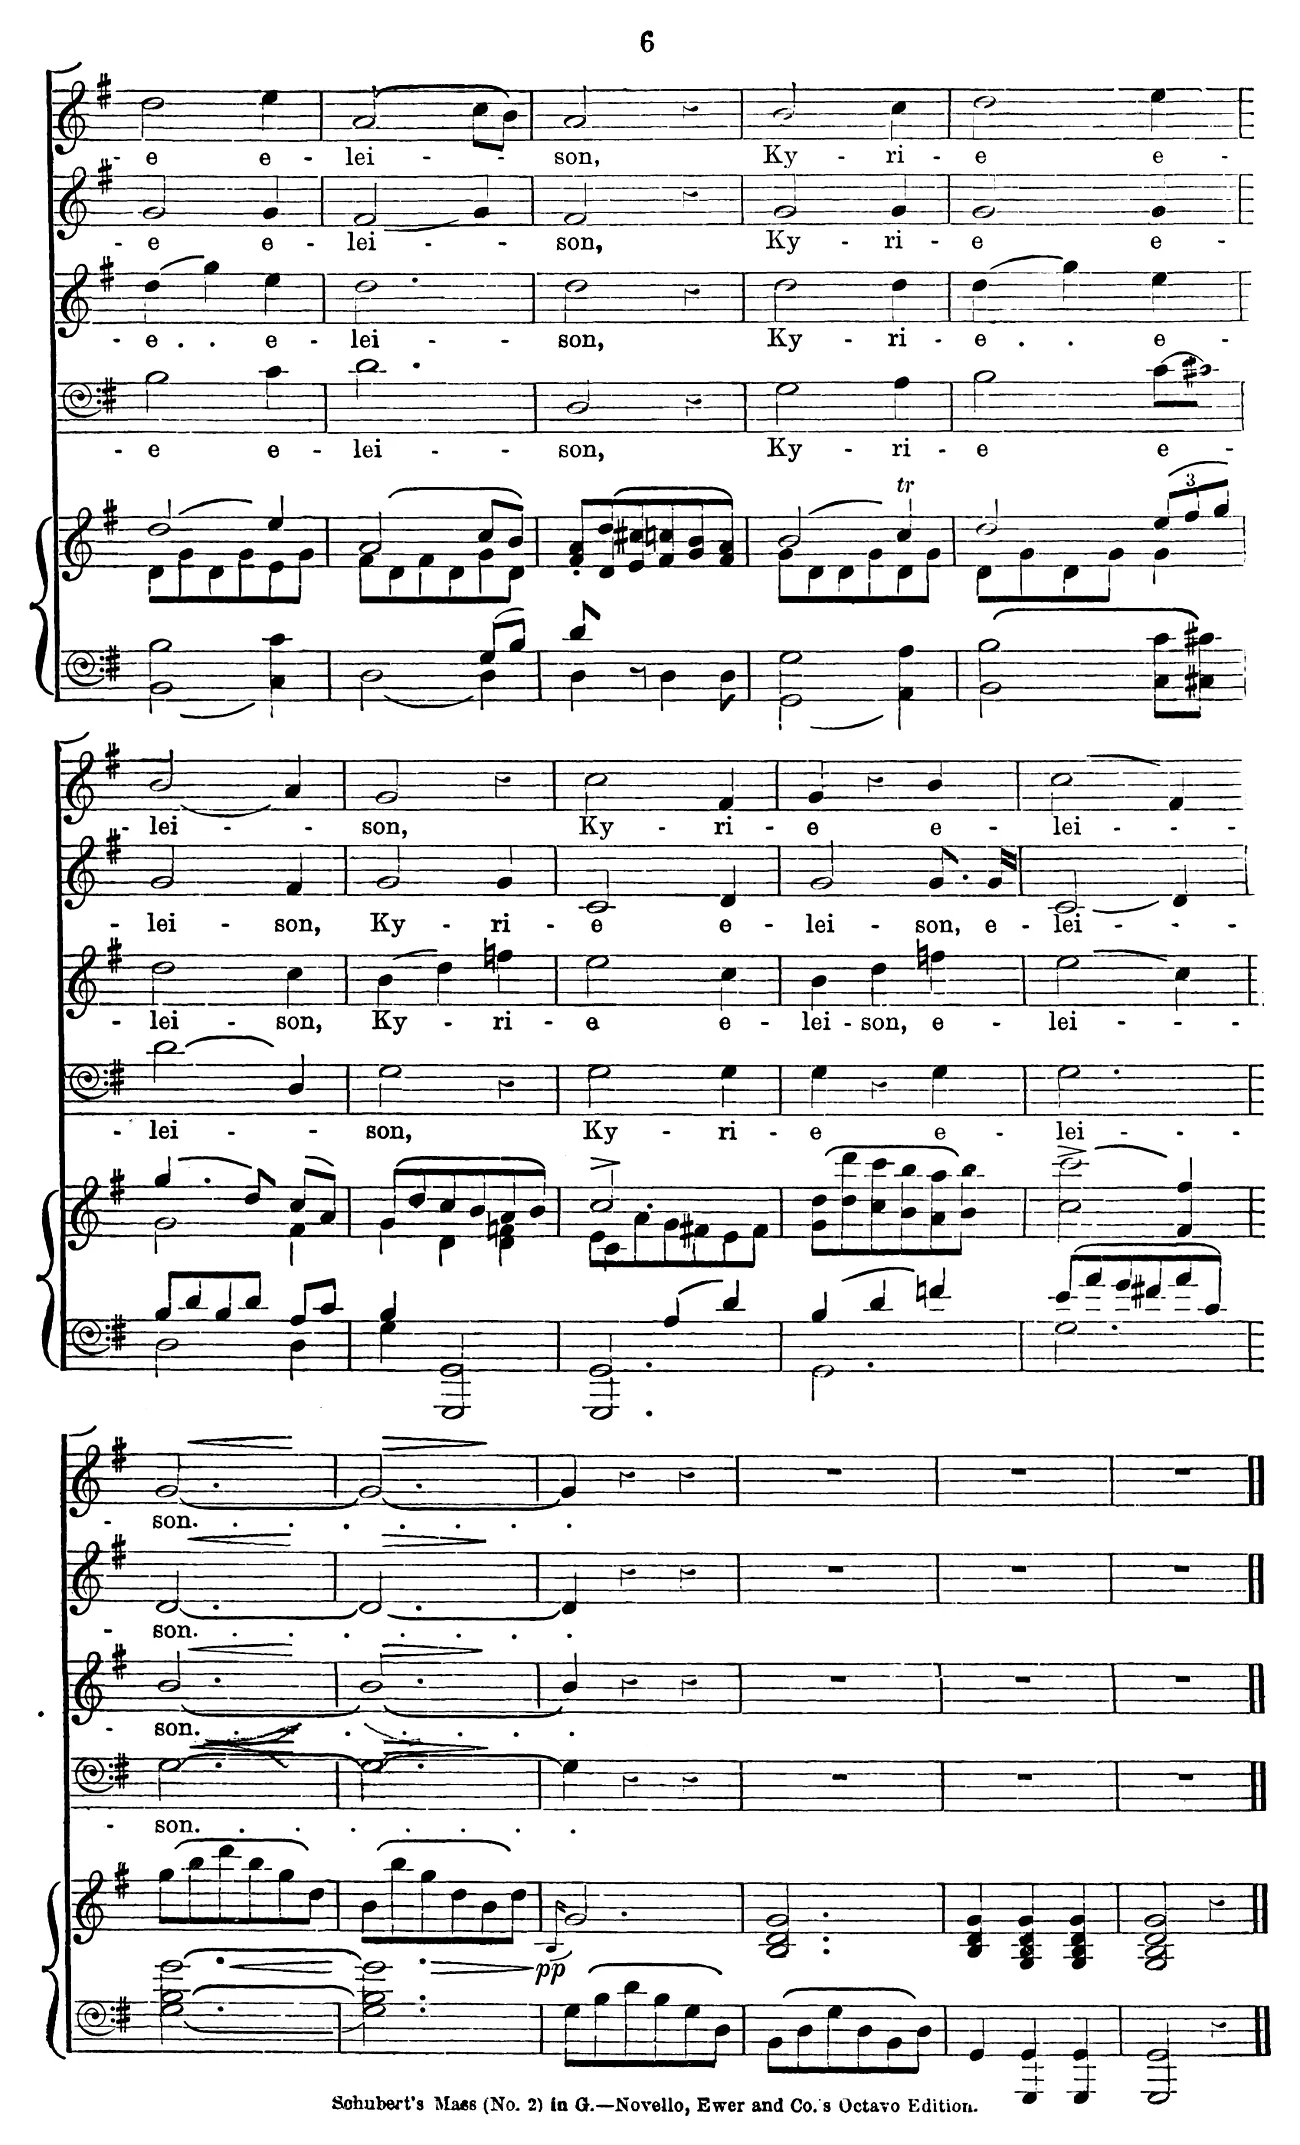 6
- e e - lei - - son, Ky - ri - e e -
- e e - lei - - son, Ky - ri - e e -
- e . . e - lei - - son, Ky - ri - e . . e -
- e e - lei - - son, Ky - ri - e e -
tr
3
- lei - - son, Ky - ri - e e - lei - - -
- lei - son, Ky - ri - e e - lei - son, e - lei - - -
- lei - son, Ky - ri - e e - lei - son, e - lei - - -
- lei - - son, Ky - ri - e e - lei - - -
- son. . . . . . . .
- son. . . . . . . .
- son. . . . . . . .
- son. . . . . . . .
pp
Schubert's Mass (No. 2) in G.—Novello, Ewer and Co.'s Octavo Edition.